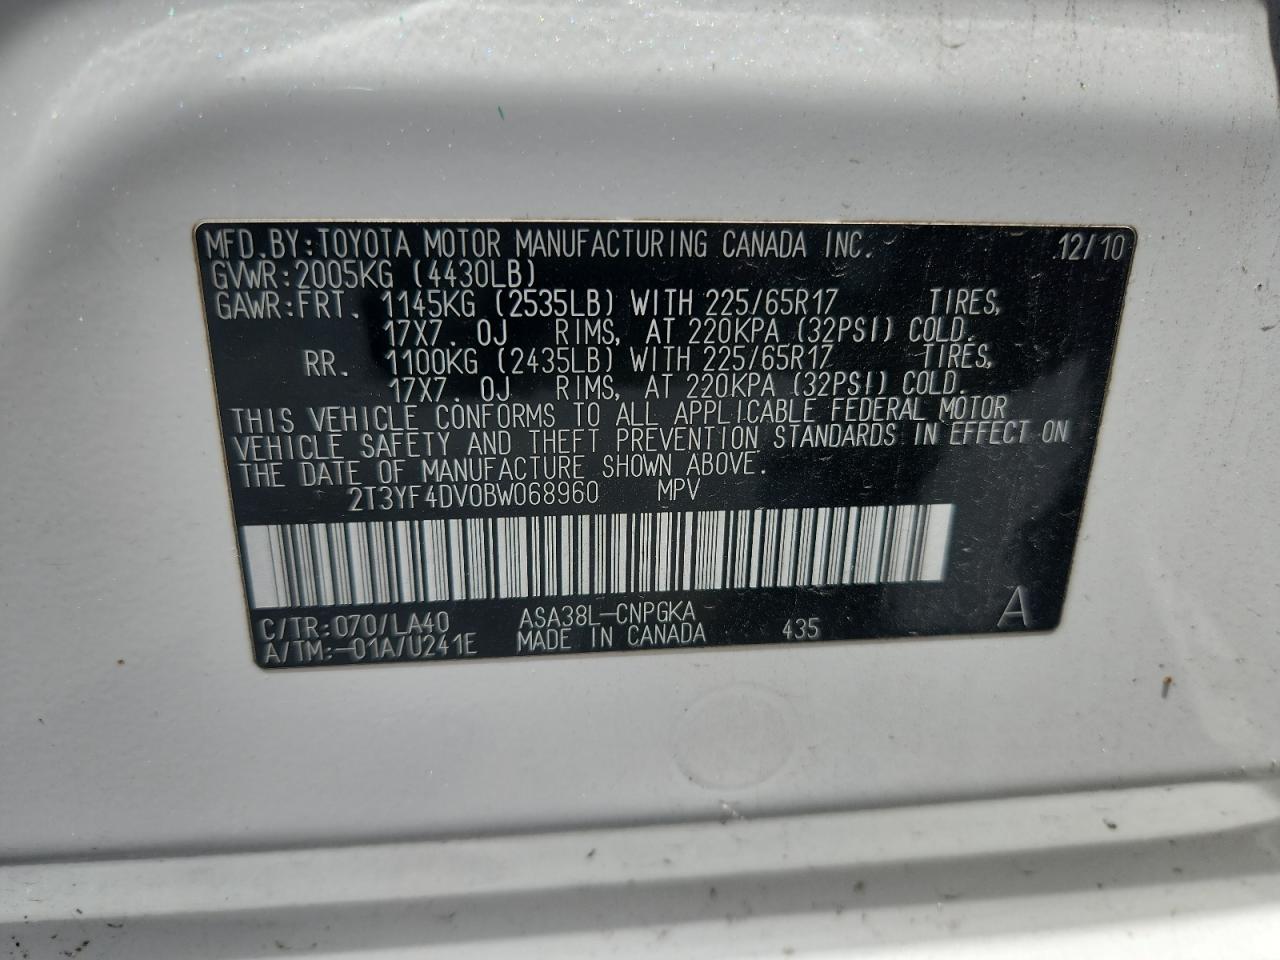 MFD.BY:TOYOTA MOTOR MANUFACTURING CANADA INC. 12/10
GVWR:2005KG (4430LB)
GAWR:FRT. 1145KG (2535LB) WITH 225/65R17 TIRES,
17X7. 0J RIMS, AT 220KPA (32PSI) COLD.
RR. 1100KG (2435LB) WITH 225/65R17 TIRES,
17X7. 0J RIMS, AT 220KPA (32PSI) COLD.
THIS VEHICLE CONFORMS TO ALL APPLICABLE FEDERAL MOTOR
VEHICLE SAFETY AND THEFT PREVENTION STANDARDS IN EFFECT ON
THE DATE OF MANUFACTURE SHOWN ABOVE.
2T3YF4DV0BW068960 MPV
C/TR:070/LA40 ASA38L-CNPGKA A
A/TM:-01A/U241E MADE IN CANADA 435